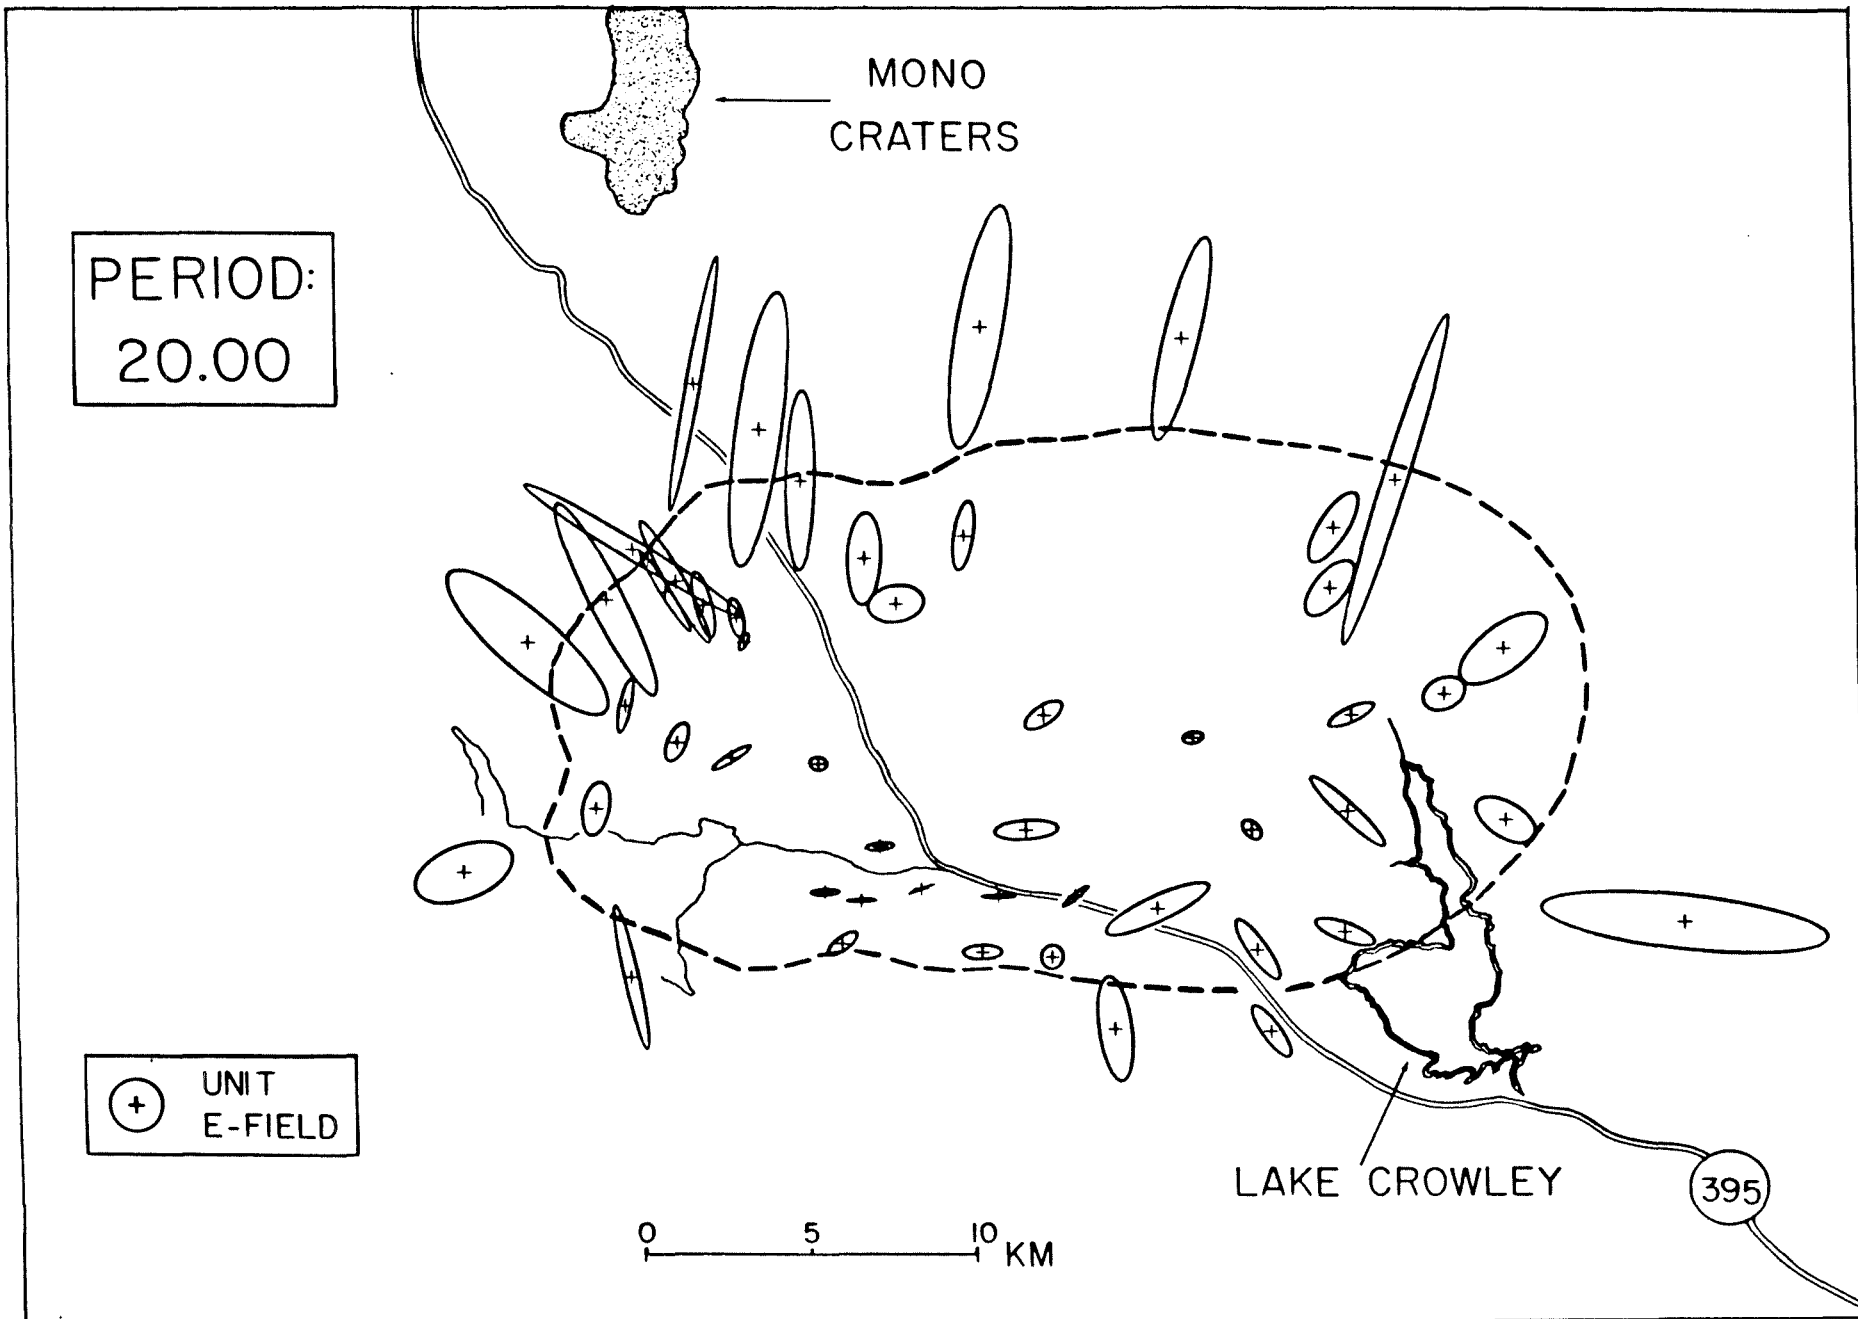 MONO
CRATERS
PERIOD:
20.00
UNIT
E-FIELD
LAKE CROWLEY
395
0 5 10 KM